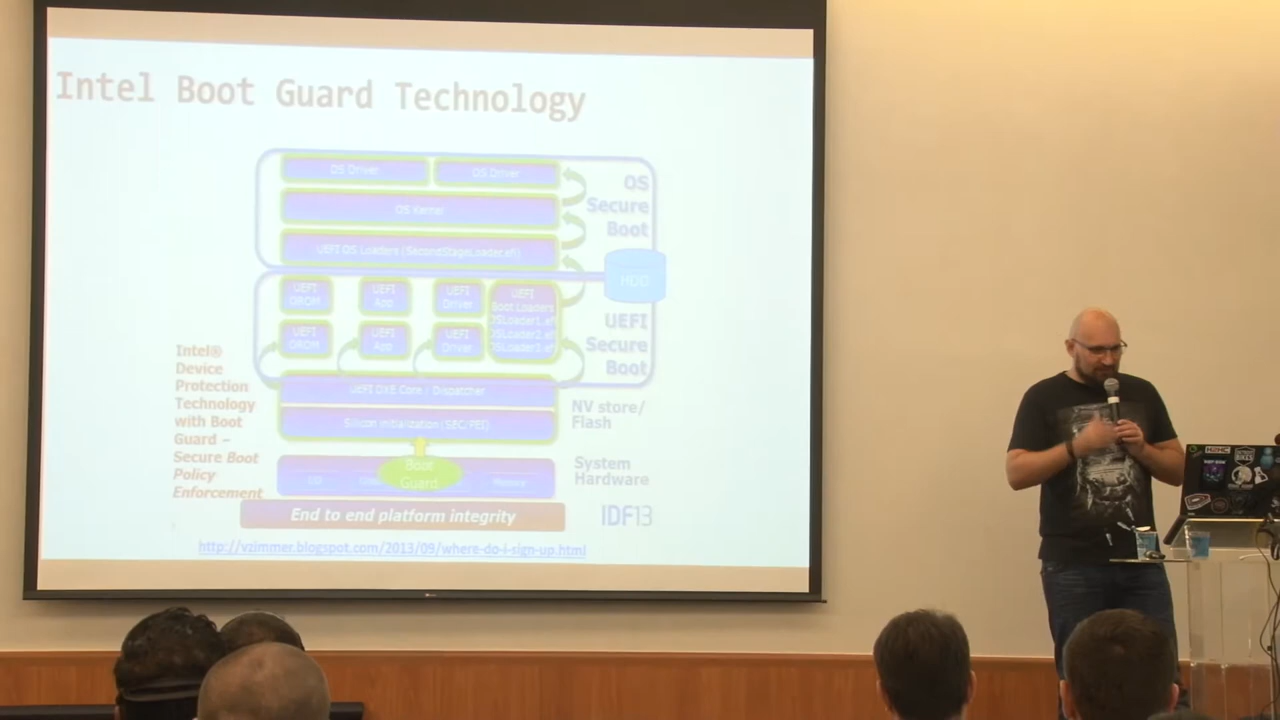 Intel Boot Guard Technology
OS Driver
OS Driver
OS Kernel
UEFI OS Loaders (SecondStageLoader.efi)
OS
Secure
Boot
HDD
UEFI
OROM
UEFI
App
UEFI
Driver
UEFI
Boot Loaders
OSLoader1.efi
OSLoader2.efi
OSLoader3.efi
UEFI
OROM
UEFI
App
UEFI
Driver
UEFI
Secure
Boot
UEFI DXE Core - Dispatcher
Silicon Initialization (SEC/PEI)
NV store/
Flash
Intel®
Device
Protection
Technology
with Boot
Guard –
Secure Boot
Policy
Enforcement
Boot
Guard
System
Hardware
End to end platform integrity
IDF13
http://vzimmer.blogspot.com/2013/09/where-do-i-sign-up.html
H2HC